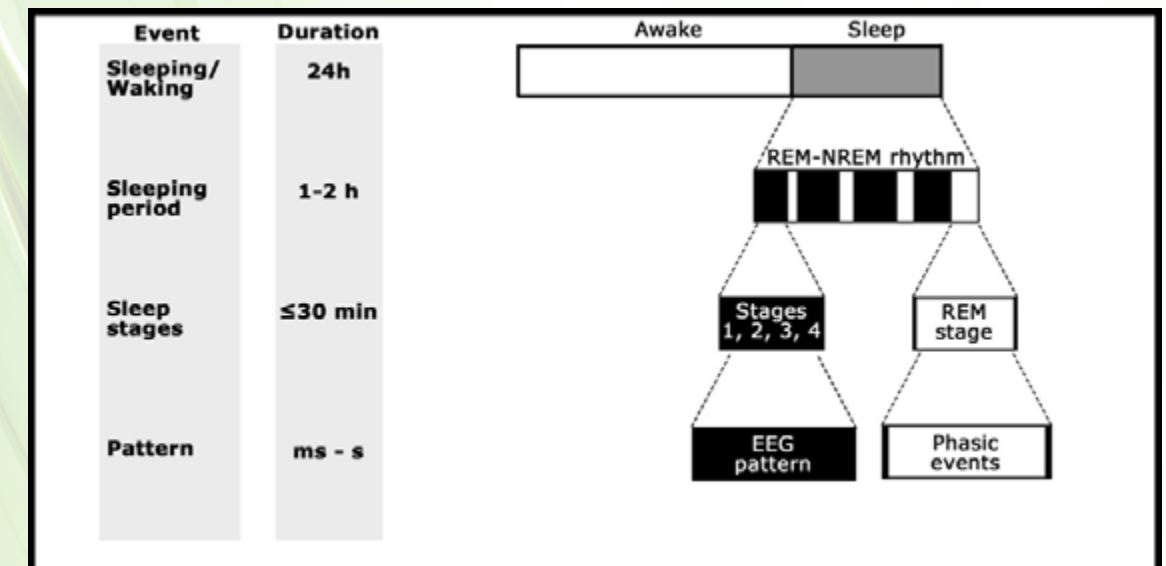 Event Duration Awake Sleep
Sleeping/
Waking
24h
REM-NREM rhythm
Sleeping
period
1-2 h
Sleep
stages
≤30 min
Stages
1, 2, 3, 4
REM
stage
Pattern
ms - s
EEG
pattern
Phasic
events